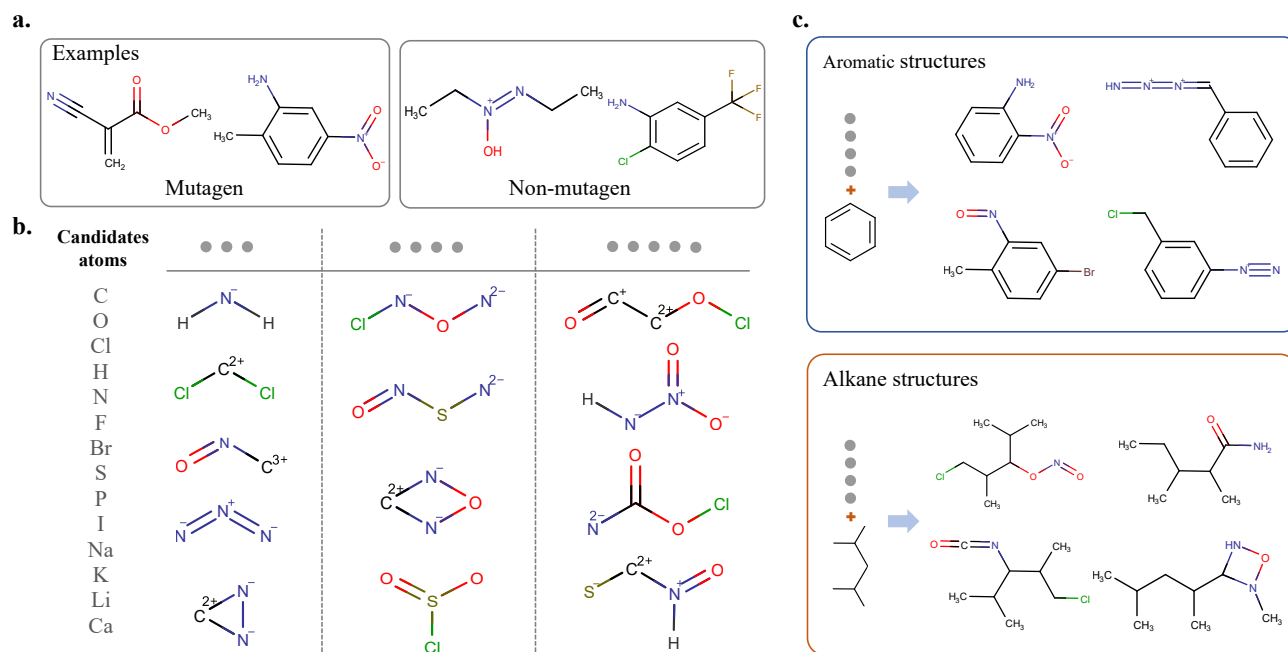 a.
Examples
N
O
O
CH₃
CH₂
H₂N
H₃C
N⁺
O
O⁻
Mutagen
H₃C
N⁺
N
CH₃
OH
H₂N
Cl
F
F
F
Non-mutagen
b.
Candidates
atoms
C
O
Cl
H
N
F
Br
S
P
I
Na
K
Li
Ca
N⁻
H
H
C²⁺
Cl
Cl
O
N
C³⁺
N⁻
N⁺
N⁻
C²⁺
N⁻
N⁻
Cl
N⁻
O
N²⁻
O
N
S
N²⁻
C²⁺
N⁻
O
N⁻
O
S
O
Cl
O
C⁺
C²⁺
O
Cl
H
N⁻
N⁺
O
O⁻
O
N²⁻
O
Cl
S⁻
C²⁺
N⁺
O
H
c.
Aromatic structures
+
NH₂
N⁺
O
O⁻
HN
N⁺
N⁺
O
N
H₃C
Br
Cl
N⁺
N
Alkane structures
+
H₃C
CH₃
Cl
O
N
O
CH₃
H₃C
O
NH₂
H₃C
CH₃
O
C
N
CH₃
H₃C
CH₃
Cl
H₃C
CH₃
CH₃
HN
O
N
CH₃